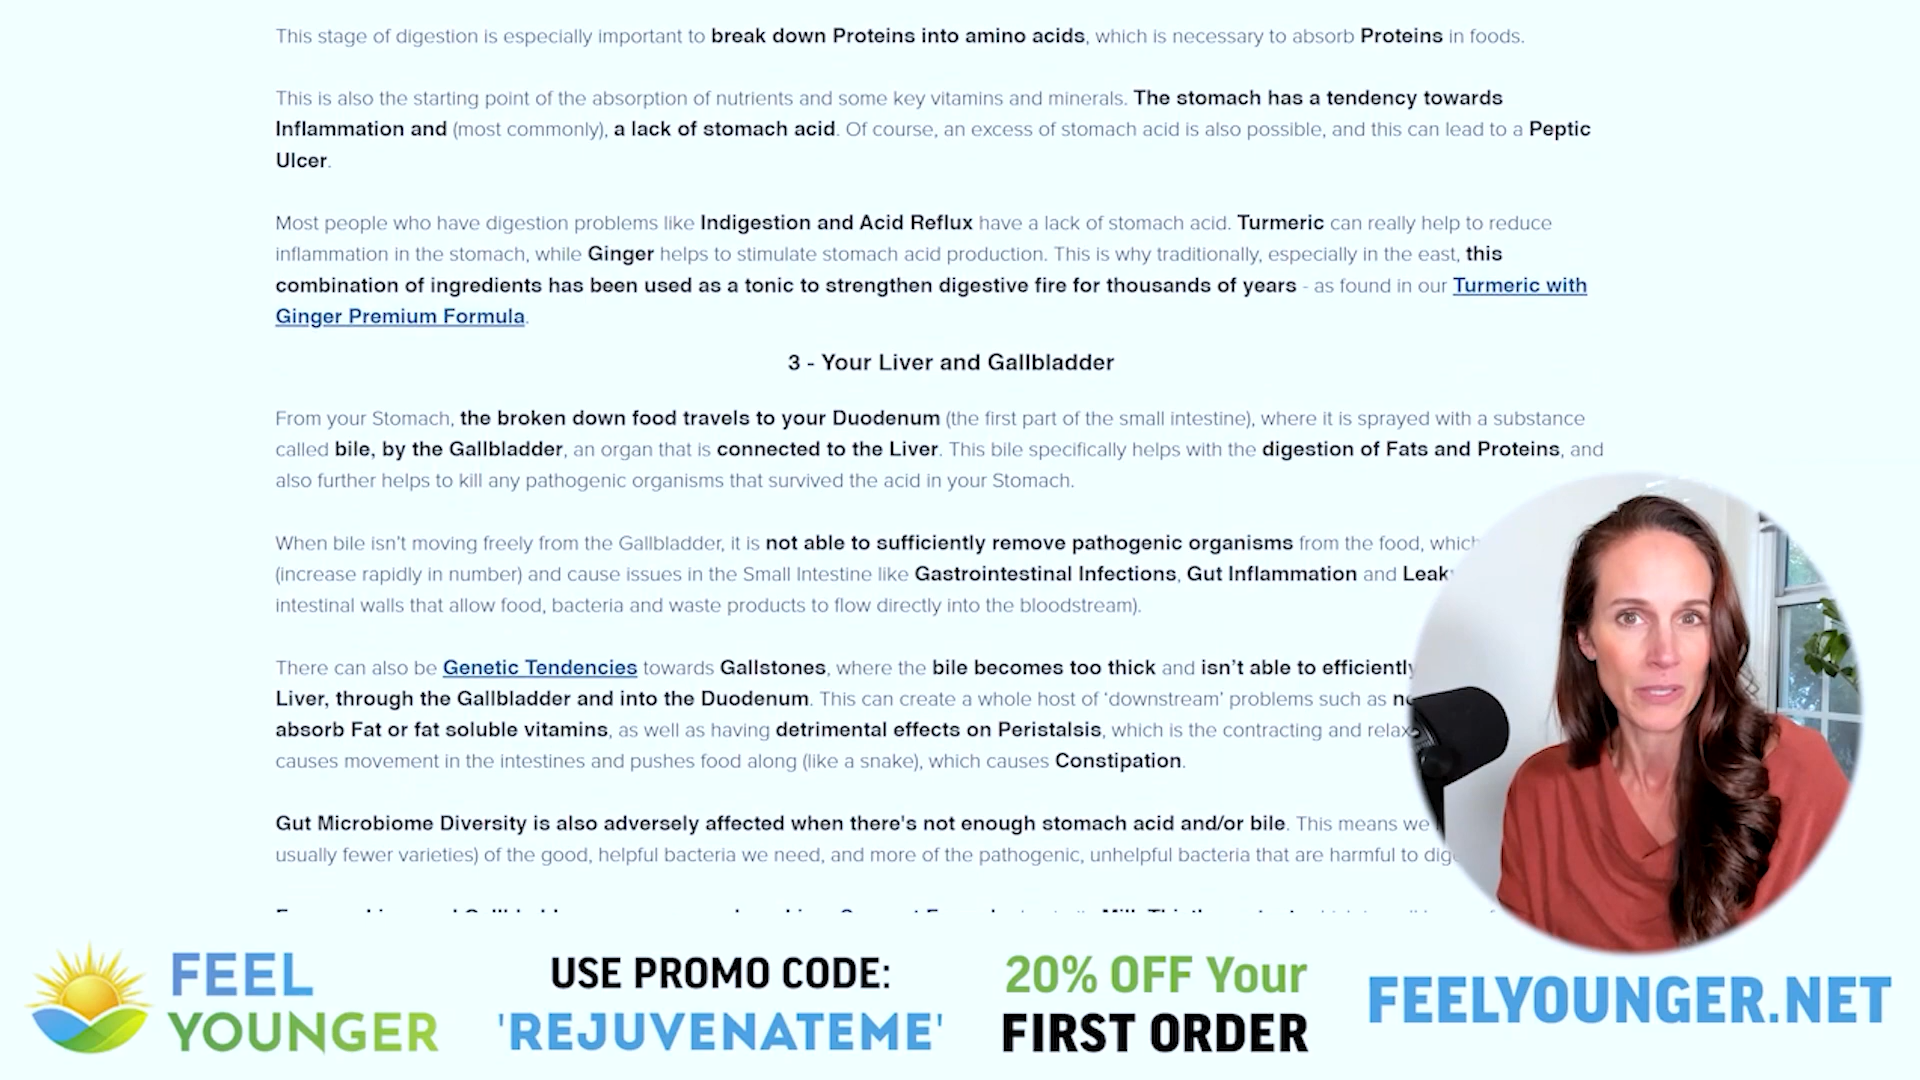 This stage of digestion is especially important to break down Proteins into amino acids, which is necessary to absorb Proteins in foods.
This is also the starting point of the absorption of nutrients and some key vitamins and minerals. The stomach has a tendency towards
Inflammation and (most commonly), a lack of stomach acid. Of course, an excess of stomach acid is also possible, and this can lead to a Peptic
Ulcer.
Most people who have digestion problems like Indigestion and Acid Reflux have a lack of stomach acid. Turmeric can really help to reduce
inflammation in the stomach, while Ginger helps to stimulate stomach acid production. This is why traditionally, especially in the east, this
combination of ingredients has been used as a tonic to strengthen digestive fire for thousands of years - as found in our Turmeric with
Ginger Premium Formula.
3 - Your Liver and Gallbladder
From your Stomach, the broken down food travels to your Duodenum (the first part of the small intestine), where it is sprayed with a substance
called bile, by the Gallbladder, an organ that is connected to the Liver. This bile specifically helps with the digestion of Fats and Proteins, and
also further helps to kill any pathogenic organisms that survived the acid in your Stomach.
When bile isn't moving freely from the Gallbladder, it is not able to sufficiently remove pathogenic organisms from the food,
(increase rapidly in number) and cause issues in the Small Intestine like Gastrointestinal Infections, Gut Inflammation and
intestinal walls that allow food, bacteria and waste products to flow directly into the bloodstream).
There can also be Genetic Tendencies towards Gallstones, where the bile becomes too thick and isn't able to efficiently
Liver, through the Gallbladder and into the Duodenum. This can create a whole host of 'downstream' problems such as
absorb Fat or fat soluble vitamins, as well as having detrimental effects on Peristalsis, which is the contracting and
causes movement in the intestines and pushes food along (like a snake), which causes Constipation.
Gut Microbiome Diversity is also adversely affected when there's not enough stomach acid and/or bile. This means we
usually fewer varieties) of the good, helpful bacteria we need, and more of the pathogenic, unhelpful bacteria that are harmful to
FEEL
YOUNGER
USE PROMO CODE:
'REJUVENATEME'
20% OFF Your
FIRST ORDER
FEELYOUNGER.NET